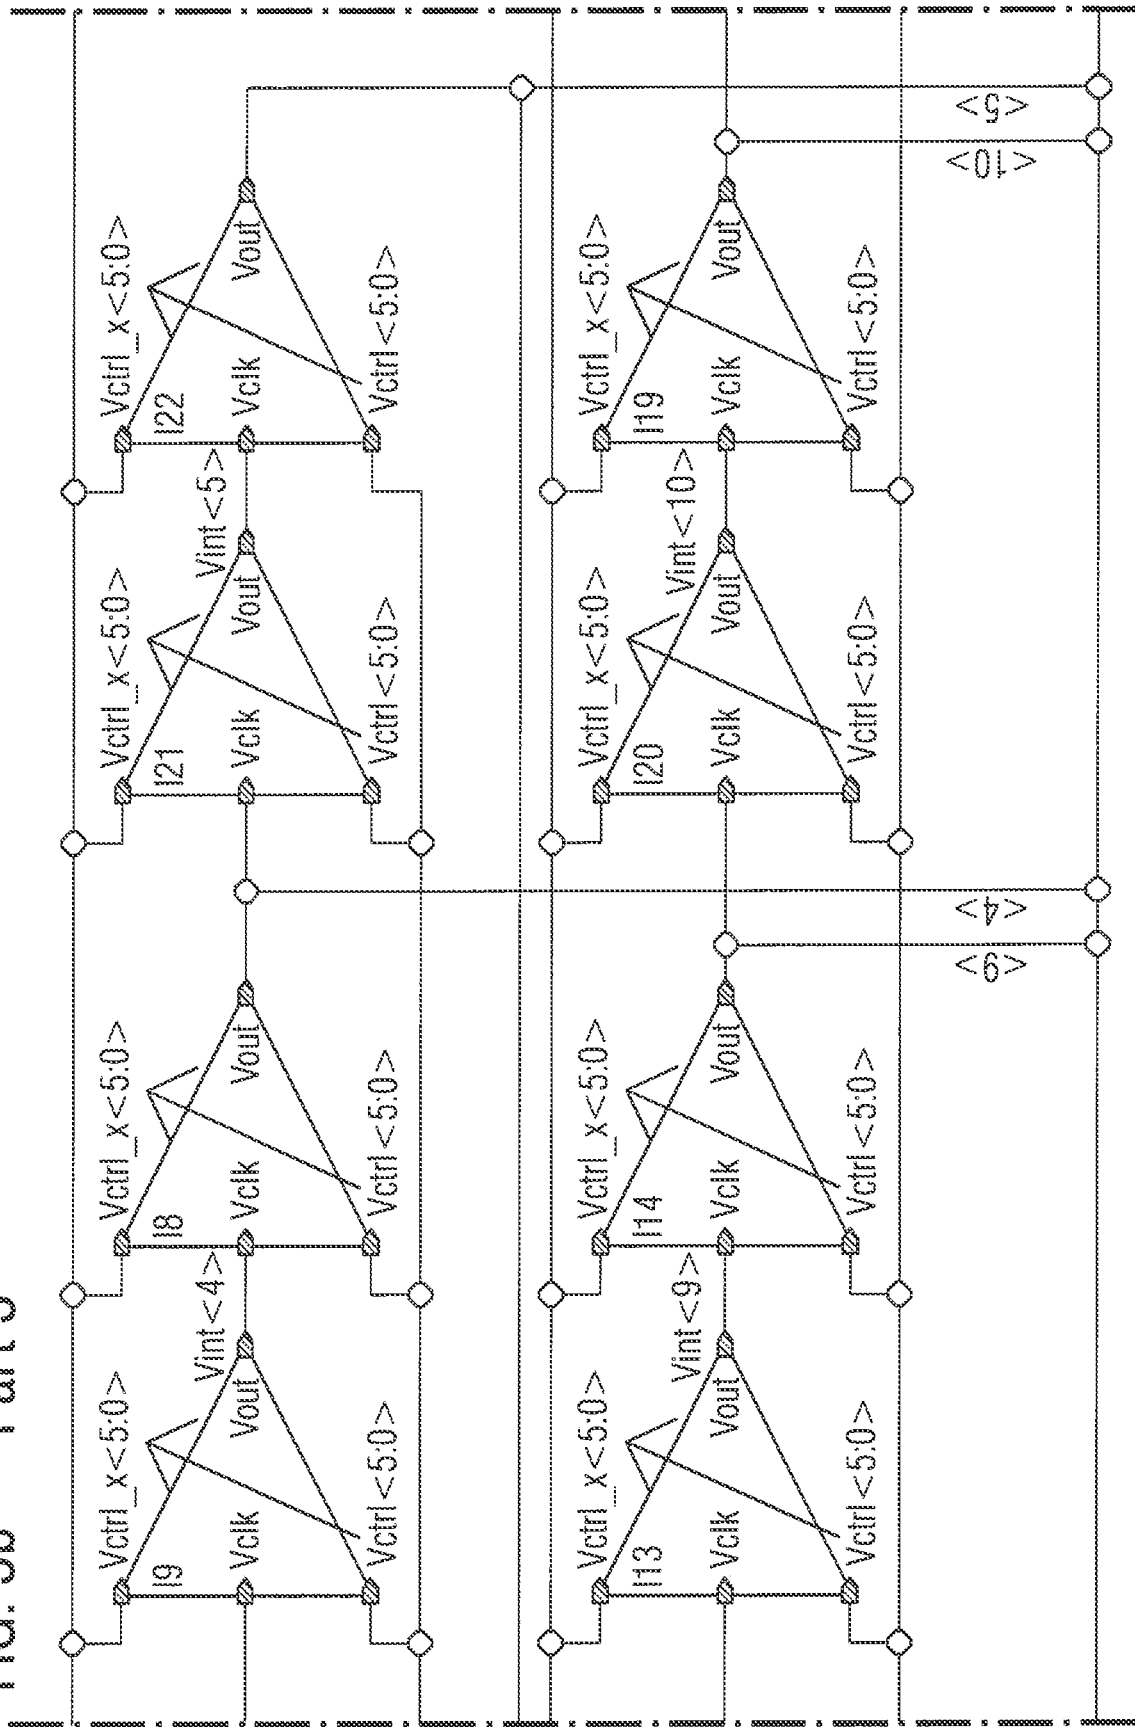 Vctrl_x<5:0> Vctrl_x<5:0> Vctrl_x<5:0> Vctrl_x<5:0>
I9 I8 I21 I22
Vint<4> Vint<5>
Vclk Vout Vclk Vout Vclk Vout Vclk Vout
Vctrl<5:0> Vctrl<5:0> Vctrl<5:0> Vctrl<5:0>
Vctrl_x<5:0> Vctrl_x<5:0> Vctrl_x<5:0> Vctrl_x<5:0>
I13 I14 I20 I19
Vint<9> Vint<10>
Vclk Vout Vclk Vout Vclk Vout Vclk Vout
Vctrl<5:0> Vctrl<5:0> Vctrl<5:0> Vctrl<5:0>
<9> <4> <10> <5>